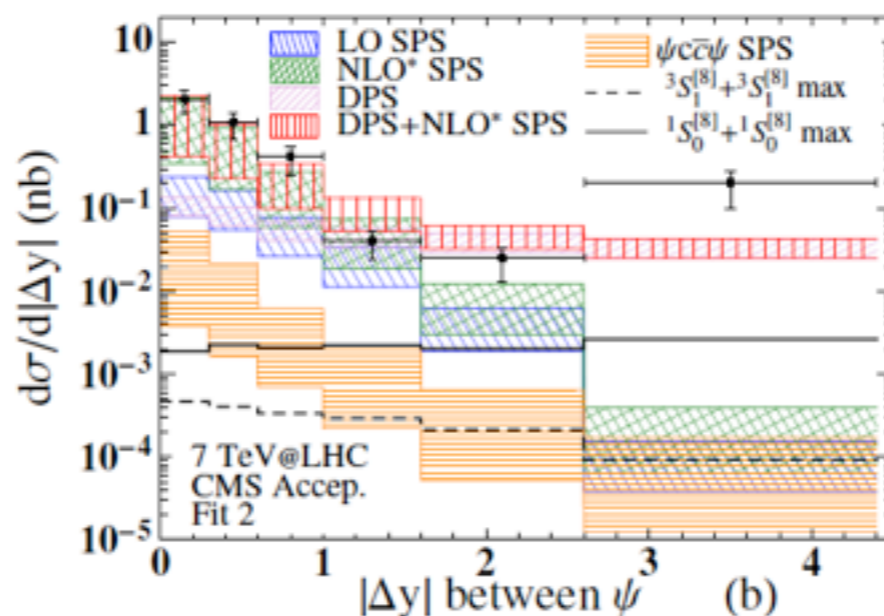 10
1
10⁻¹
10⁻²
10⁻³
10⁻⁴
10⁻⁵
dσ/d|Δy| (nb)
LO SPS
NLO* SPS
DPS
DPS+NLO* SPS
ψcc̄ψ SPS
³S₁^[8]+³S₁^[8] max
¹S₀^[8]+¹S₀^[8] max
7 TeV@LHC
CMS Accep.
Fit 2
0 1 2 3 4
|Δy| between ψ (b)